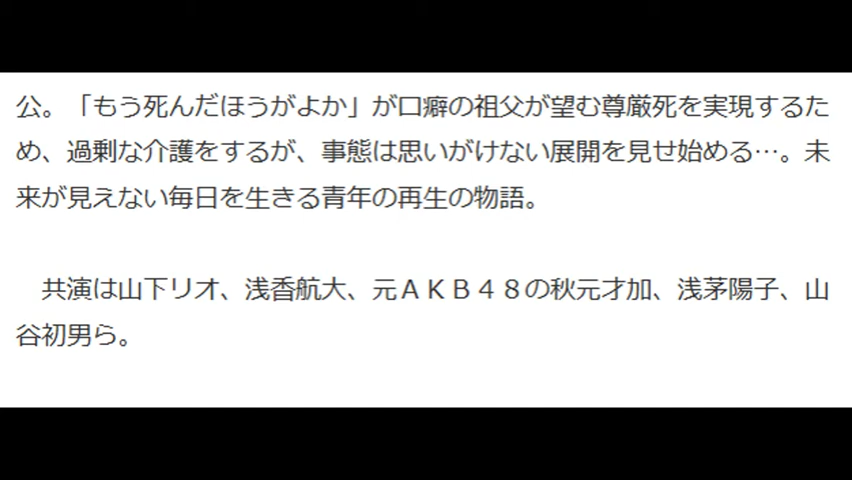 公。「もう死んだほうがよか」が口癖の祖父が望む尊厳死を実現するた
め、過剰な介護をするが、事態は思いがけない展開を見せ始める…。未
来が見えない毎日を生きる青年の再生の物語。
共演は山下リオ、浅香航大、元ＡＫＢ４８の秋元才加、浅茅陽子、山
谷初男ら。